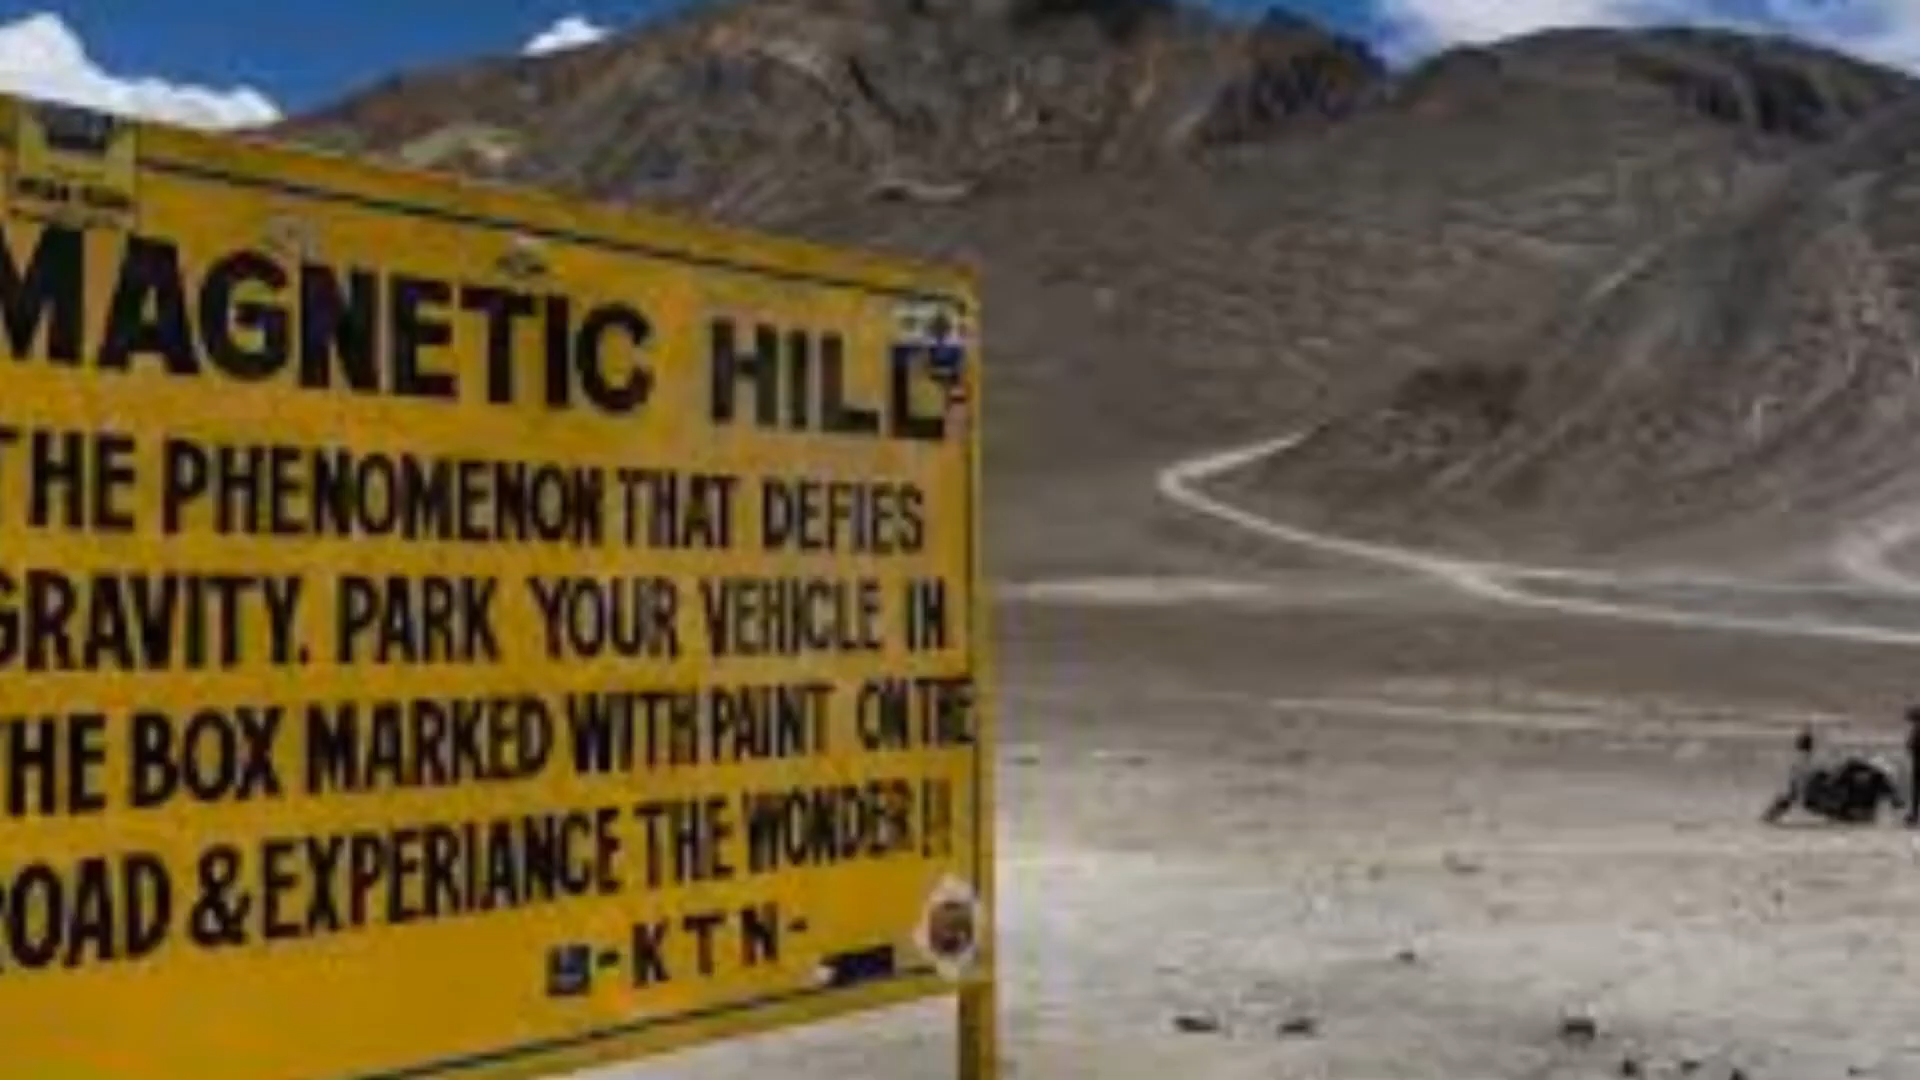 MAGNETIC HILL
THE PHENOMENON THAT DEFIES
GRAVITY. PARK YOUR VEHICLE IN
THE BOX MARKED WITH PAINT ON THE
ROAD & EXPERIANCE THE WONDER!!
-KTN-